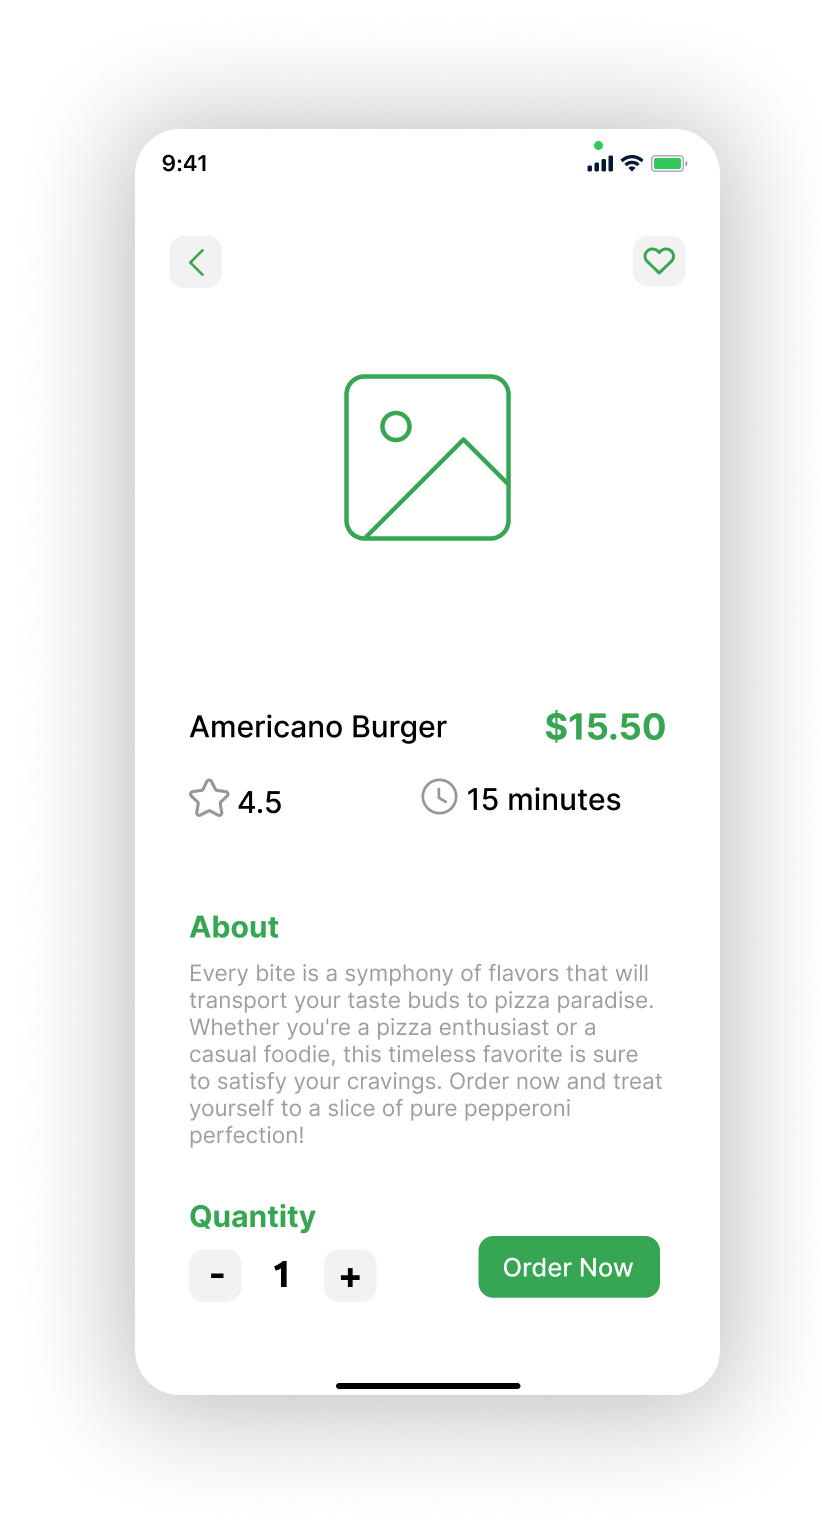 9:41
Americano Burger
$15.50
4.5
15 minutes
About
Every bite is a symphony of flavors that will
transport your taste buds to pizza paradise.
Whether you're a pizza enthusiast or a
casual foodie, this timeless favorite is sure
to satisfy your cravings. Order now and treat
yourself to a slice of pure pepperoni
perfection!
Quantity
- 1 +
Order Now